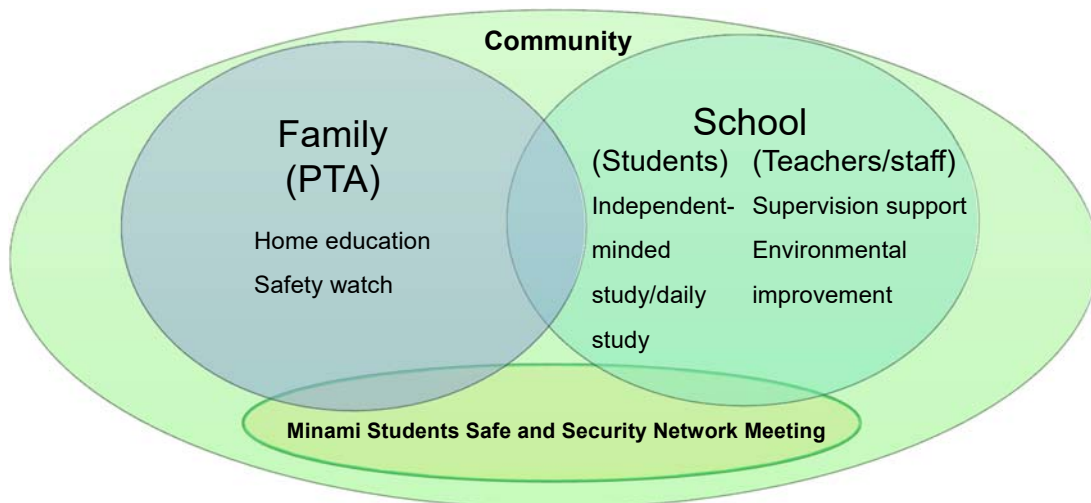 Community
Family
(PTA)
Home education
Safety watch
School
(Students)
Independent-
minded
study/daily
study
(Teachers/staff)
Supervision support
Environmental
improvement
Minami Students Safe and Security Network Meeting